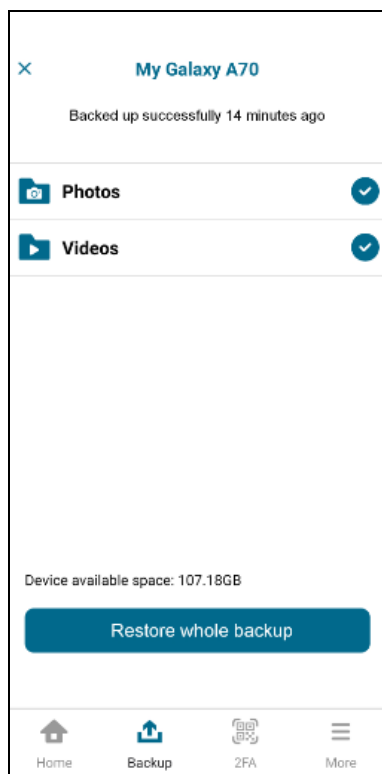 My Galaxy A70
Backed up successfully 14 minutes ago
Photos
Videos
Device available space: 107.18GB
Restore whole backup
Home Backup 2FA More